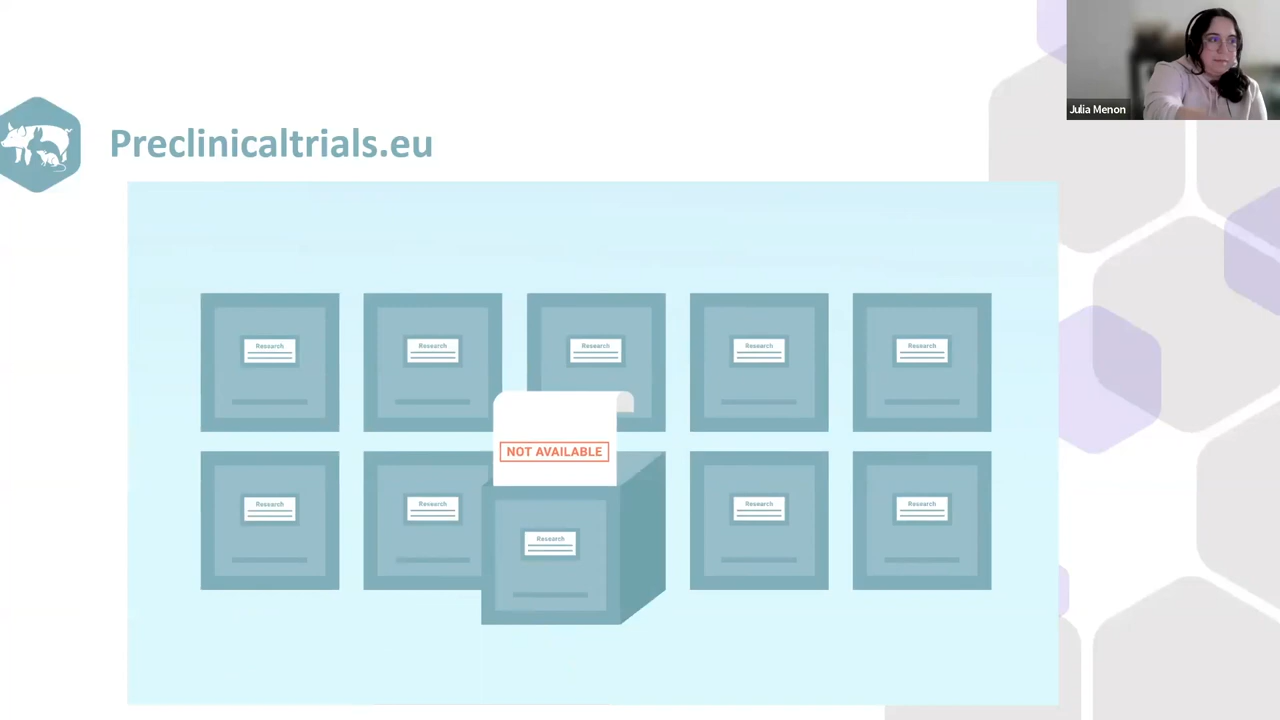 Julia Menon
Preclinicaltrials.eu
Research
Research
Research
Research
Research
NOT AVAILABLE
Research
Research
Research
Research
Research